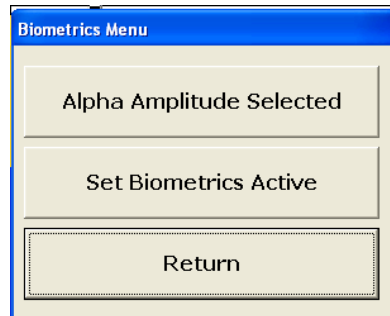 Biometrics Menu
Alpha Amplitude Selected
Set Biometrics Active
Return